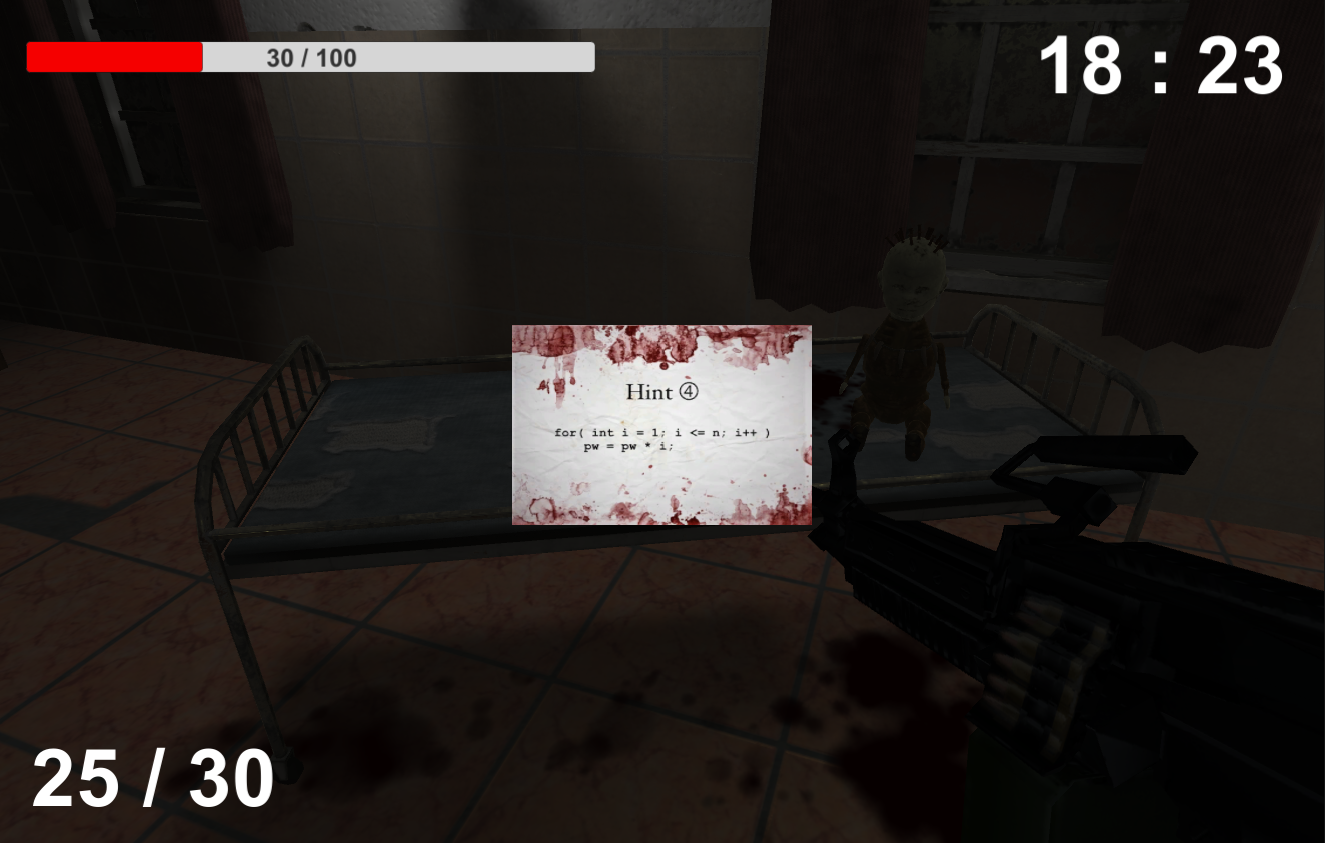 30 / 100
18 : 23
Hint ④
for( int i = 1; i <= n; i++ )
pw = pw * i;
25 / 30